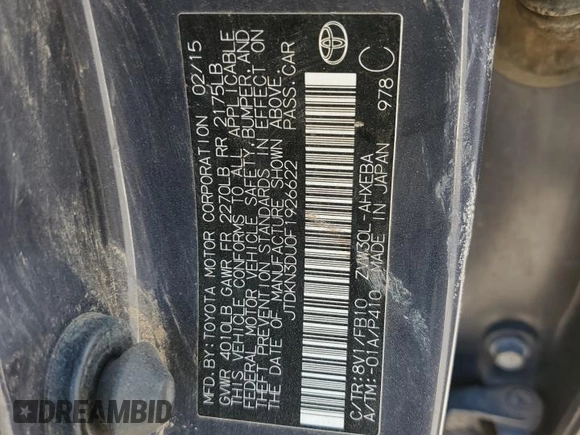 MFD. BY: TOYOTA MOTOR CORPORATION 02/15
GVWR 4010LB GAWR FR 2270LB RR 2175LB
THIS VEHICLE CONFORMS TO ALL APPLICABLE
FEDERAL MOTOR VEHICLE SAFETY, BUMPER, AND
THEFT PREVENTION STANDARDS IN EFFECT ON
THE DATE OF MANUFACTURE SHOWN ABOVE.
JTDKN3DU0F1926622 PASS. CAR
C/TR: 8V1/FB10 ZVW30L-AHXEBA
A/TM: -01A/P410 MADE IN JAPAN 978 C
DREAMBID